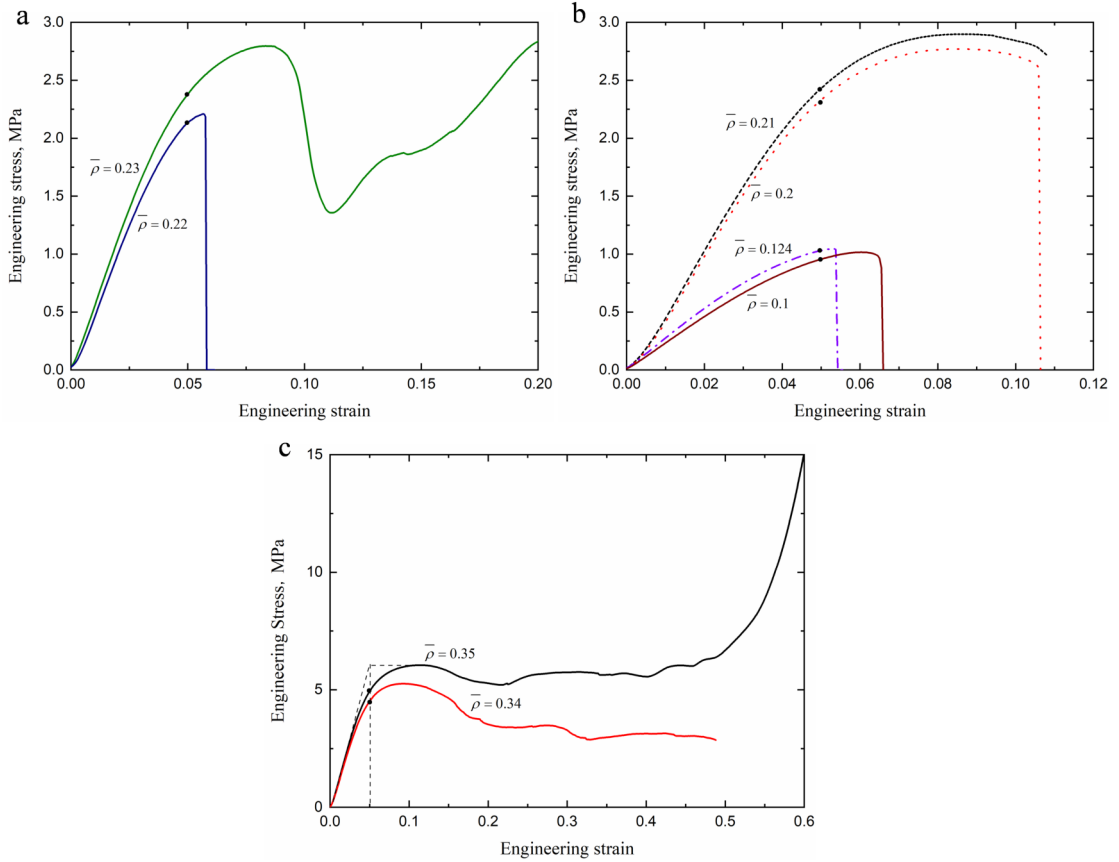 a
3.0
2.5
2.0
1.5
1.0
0.5
0.0
Engineering stress, MPa
ρ̅ = 0.23
ρ̅ = 0.22
0.00 0.05 0.10 0.15 0.20
Engineering strain
b
3.0
2.5
2.0
1.5
1.0
0.5
0.0
Engineering stress, MPa
ρ̅ = 0.21
ρ̅ = 0.2
ρ̅ = 0.124
ρ̅ = 0.1
0.00 0.02 0.04 0.06 0.08 0.10 0.12
Engineering strain
c
15
10
5
0
Engineering Stress, MPa
ρ̅ = 0.35
ρ̅ = 0.34
0.0 0.1 0.2 0.3 0.4 0.5 0.6
Engineering strain